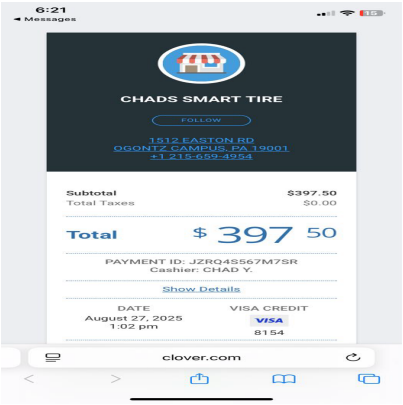 6:21
15
◄ Messages
CHADS SMART TIRE
FOLLOW
1512 EASTON RD
OGONTZ CAMPUS, PA 19001
+1 215-659-4954
Subtotal $397.50
Total Taxes $0.00
Total $ 397 50
PAYMENT ID: JZRQ4S567M7SR
Cashier: CHAD Y.
Show Details
DATE VISA CREDIT
August 27, 2025 VISA
1:02 pm 8154
clover.com